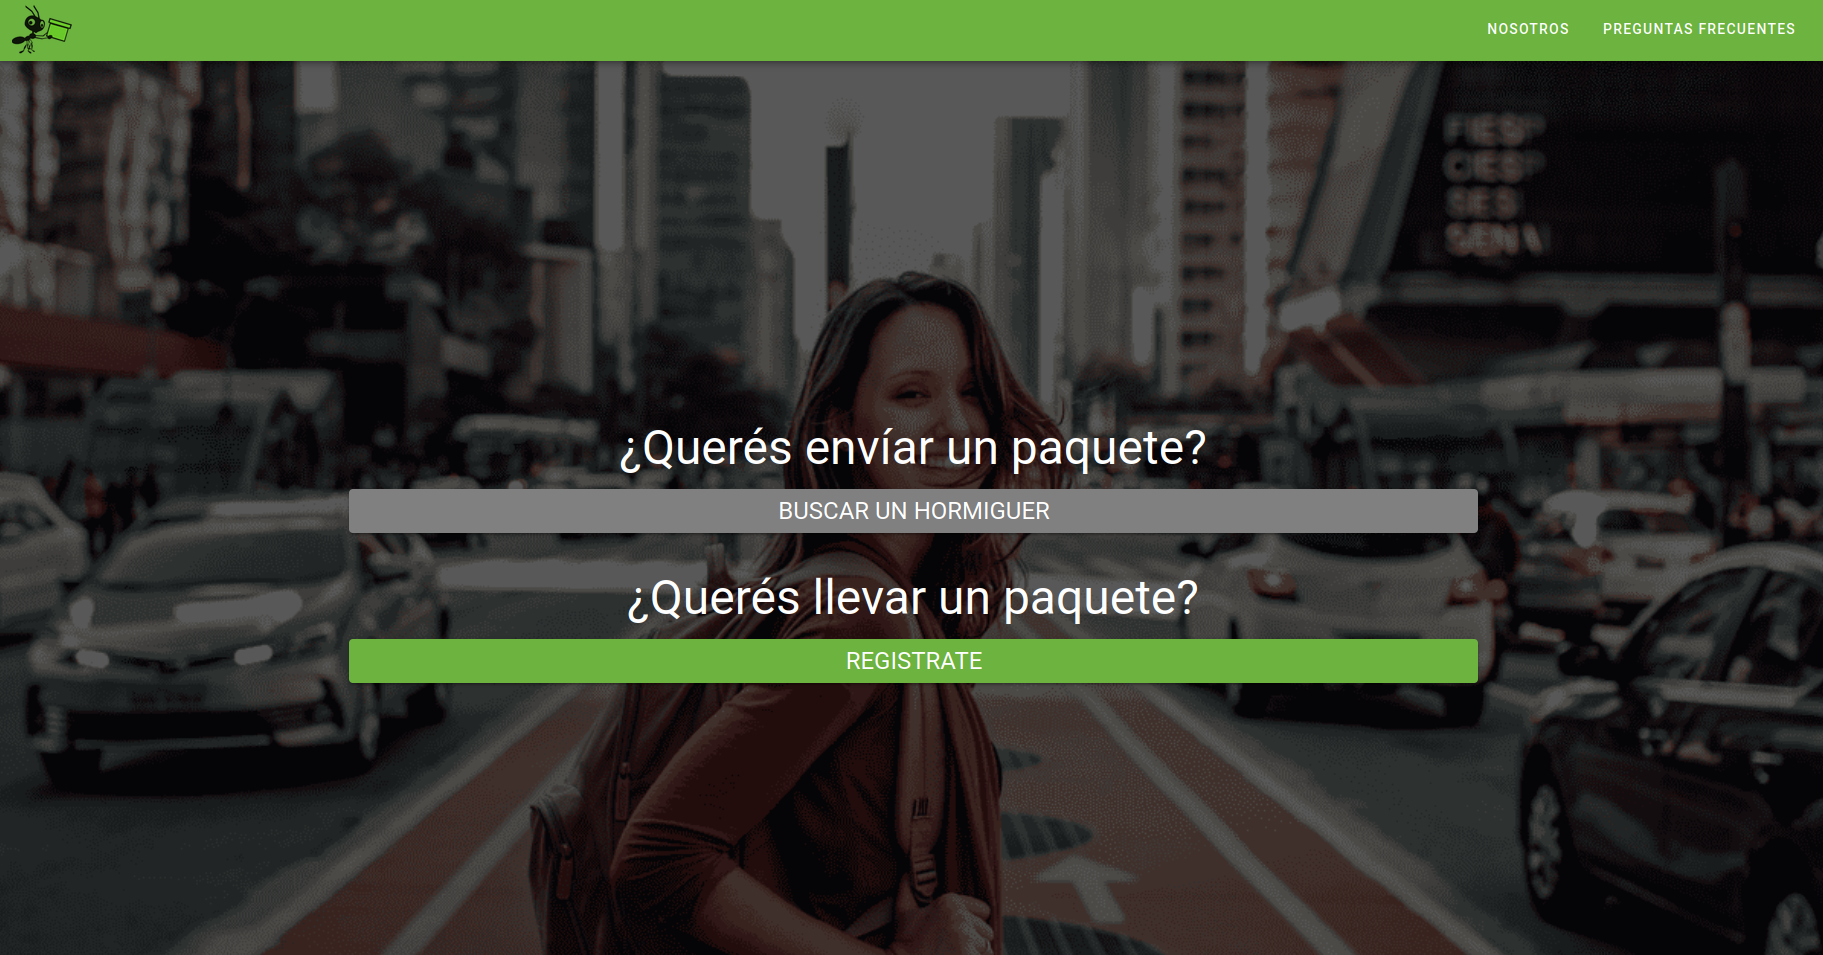 NOSOTROS
PREGUNTAS FRECUENTES
FIESP
CIESP
SESI
SENAI
¿Querés envíar un paquete?
BUSCAR UN HORMIGUER
¿Querés llevar un paquete?
REGISTRATE